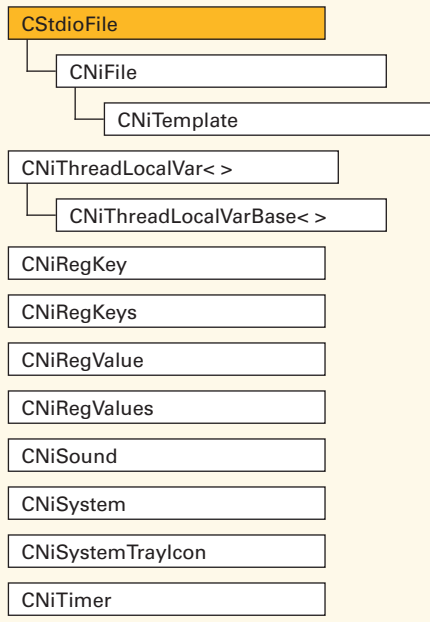 CStdioFile
CNiFile
CNiTemplate
CNiThreadLocalVar< >
CNiThreadLocalVarBase< >
CNiRegKey
CNiRegKeys
CNiRegValue
CNiRegValues
CNiSound
CNiSystem
CNiSystemTrayIcon
CNiTimer